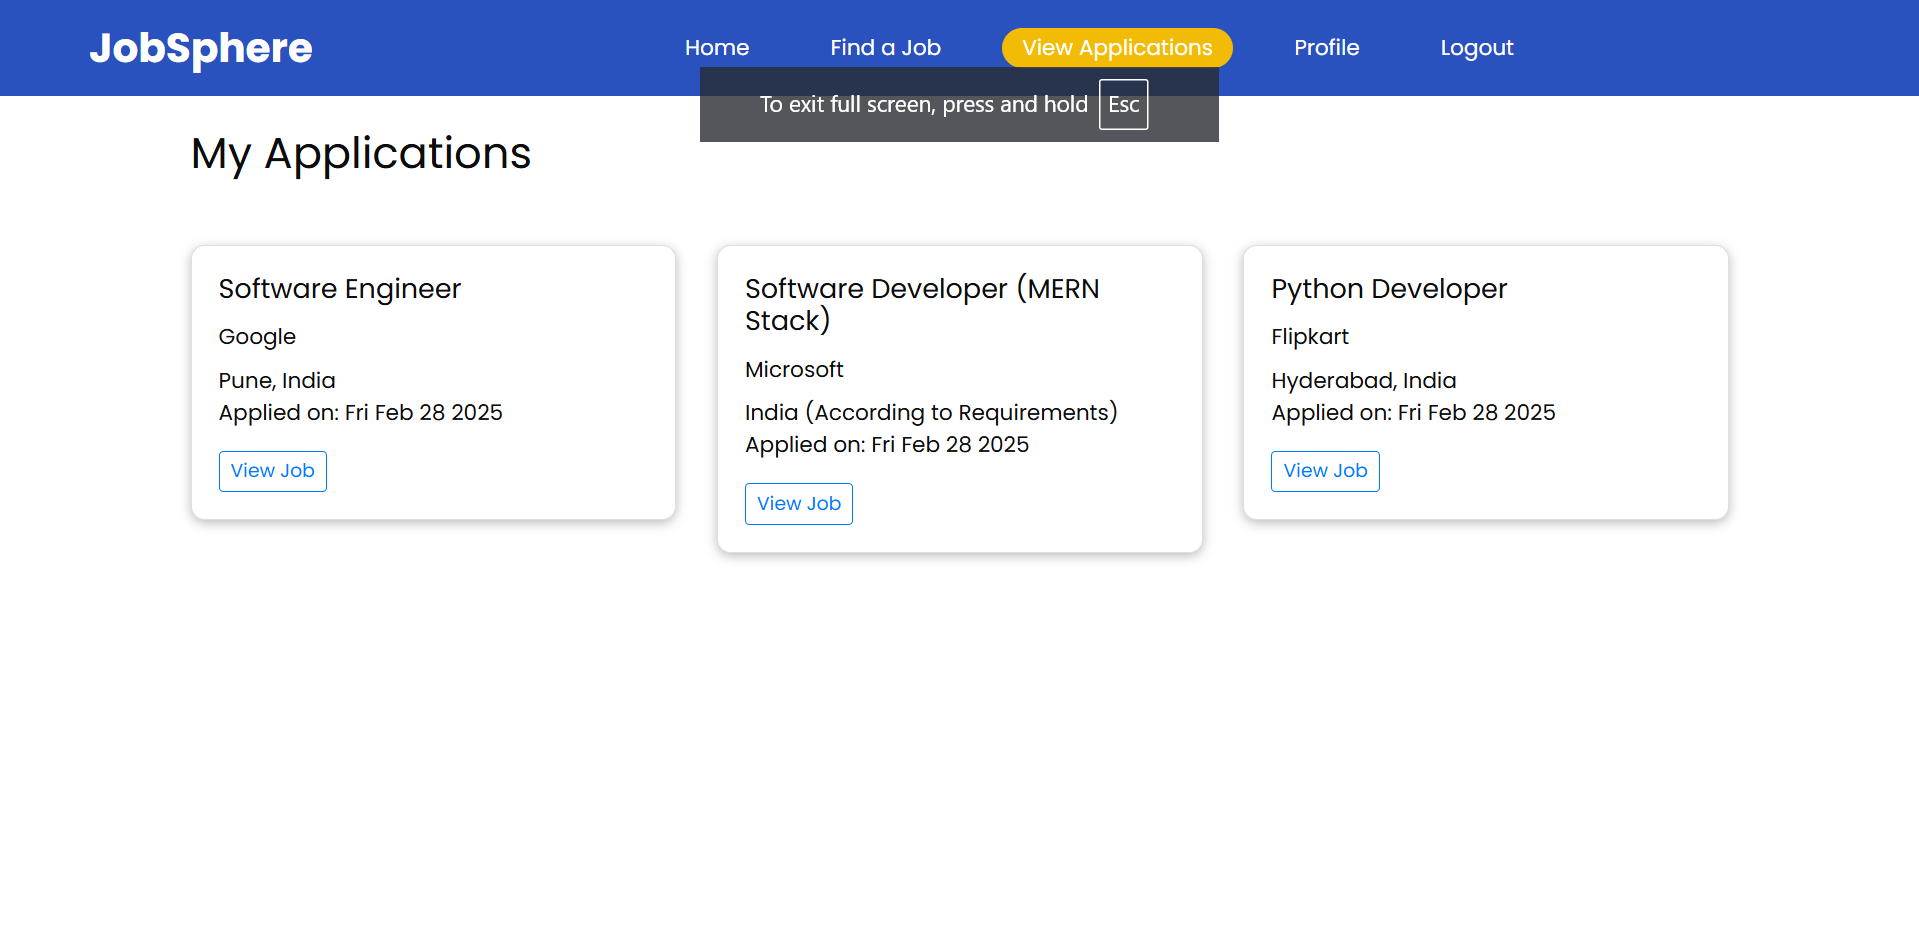 JobSphere
Home
Find a Job
View Applications
Profile
Logout
To exit full screen, press and hold Esc
My Applications
Software Engineer
Google
Pune, India
Applied on: Fri Feb 28 2025
View Job
Software Developer (MERN
Stack)
Microsoft
India (According to Requirements)
Applied on: Fri Feb 28 2025
View Job
Python Developer
Flipkart
Hyderabad, India
Applied on: Fri Feb 28 2025
View Job